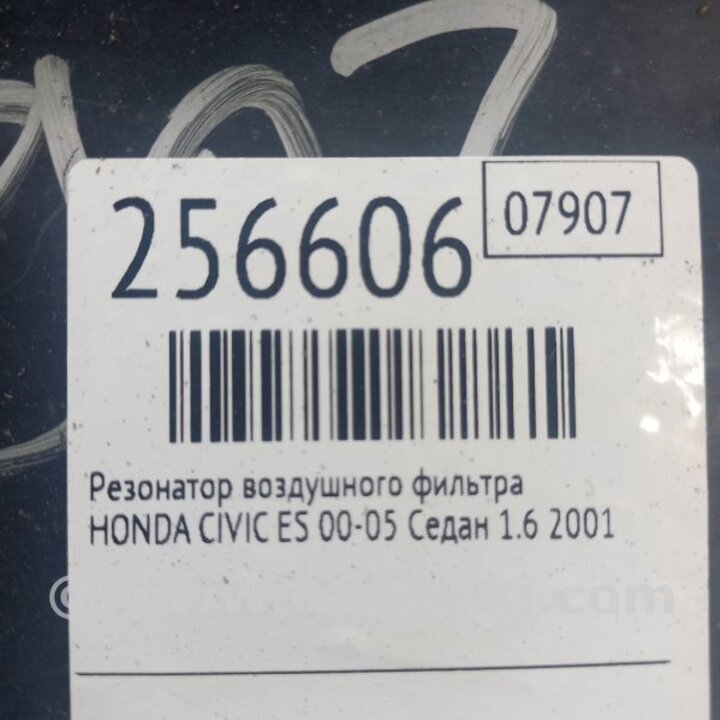 256606
07907
Резонатор воздушного фильтра
HONDA CIVIC ES 00-05 Седан 1.6 2001